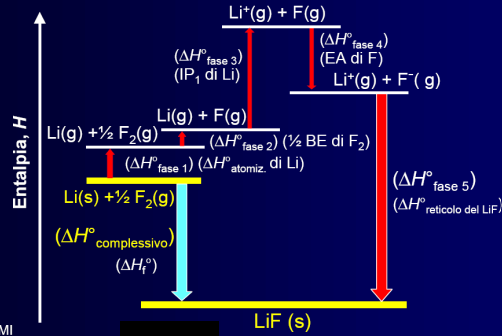 Entalpia, H
Li⁺(g) + F(g)
(ΔH°fase 3)
(IP₁ di Li)
(ΔH°fase 4)
(EA di F)
Li⁺(g) + F⁻( g)
Li(g) + F(g)
Li(g) +½ F₂(g)
(ΔH°fase 2) (½ BE di F₂)
(ΔH°fase 1) (ΔH°atomiz. di Li)
Li(s) +½ F₂(g)
(ΔH°fase 5)
(ΔH°reticolo del LiF)
(ΔH°complessivo)
(ΔHf°)
LiF (s)
MI